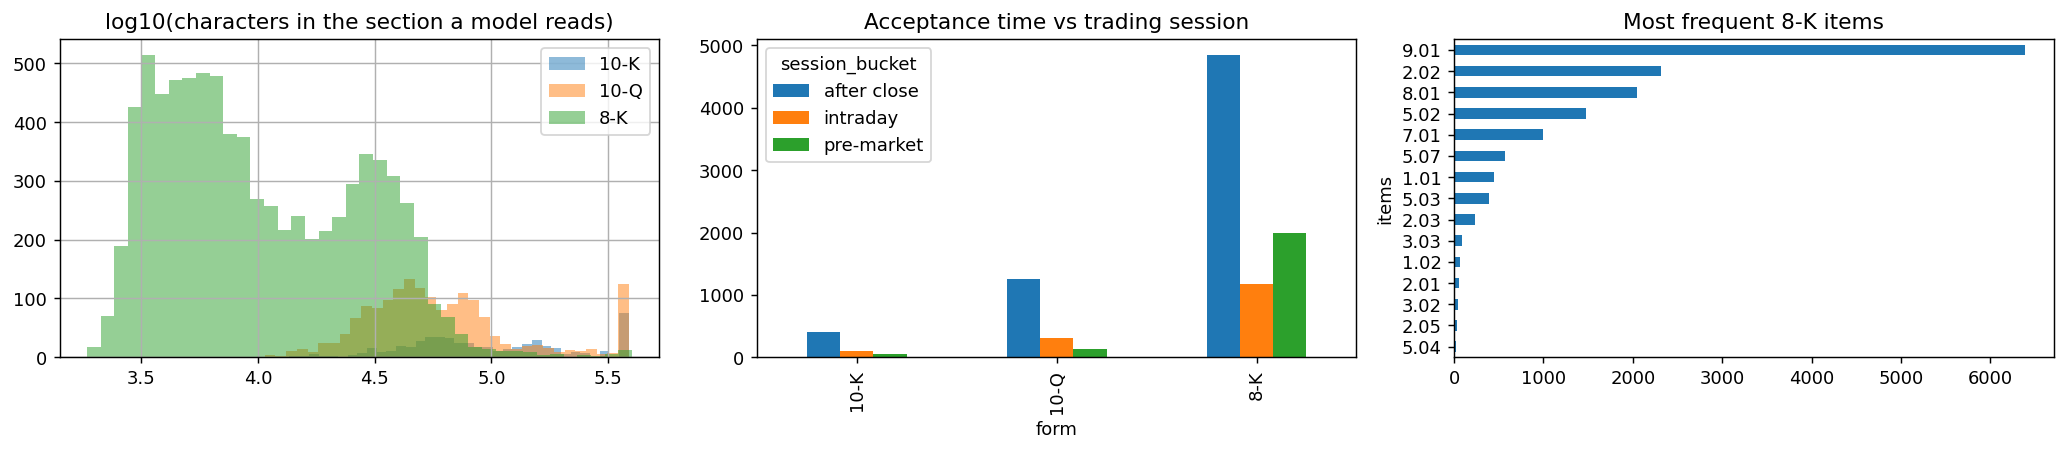 log10(characters in the section a model reads)
500
400
300
200
100
0
3.5 4.0 4.5 5.0 5.5
10-K
10-Q
8-K
Acceptance time vs trading session
5000
4000
3000
2000
1000
0
session_bucket
after close
intraday
pre-market
10-K 10-Q 8-K
form
Most frequent 8-K items
items
9.01
2.02
8.01
5.02
7.01
5.07
1.01
5.03
2.03
3.03
1.02
2.01
3.02
2.05
5.04
0 1000 2000 3000 4000 5000 6000